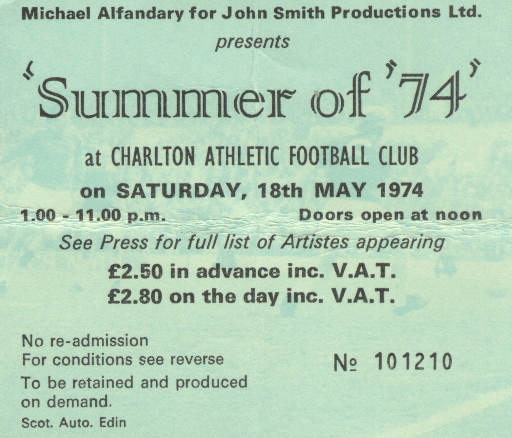 Michael Alfandary for John Smith Productions Ltd.
presents
'Summer of '74'
at CHARLTON ATHLETIC FOOTBALL CLUB
on SATURDAY, 18th MAY 1974
1.00 - 11.00 p.m. Doors open at noon
See Press for full list of Artistes appearing
£2.50 in advance inc. V.A.T.
£2.80 on the day inc. V.A.T.
No re-admission
For conditions see reverse
No 101210
To be retained and produced
on demand.
Scot. Auto. Edin